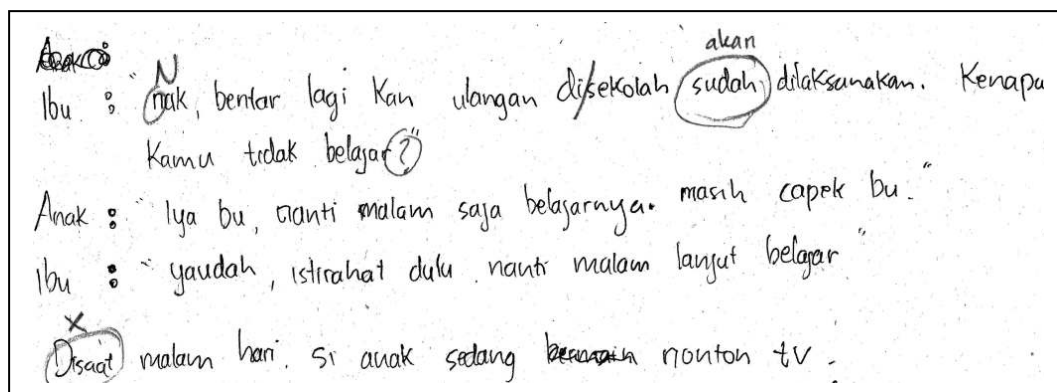 akan
N
Ibu : "nak, bentar lagi kan ulangan di/sekolah sudah dilaksanakan. Kenapa
Kamu tidak belajar?"
Anak : "Iya bu, nanti malam saja belajarnya. masih capek bu."
Ibu : "yaudah, istirahat dulu. nanti malam lanjut belajar"
X
Disaat malam hari. si anak sedang nonton tv.